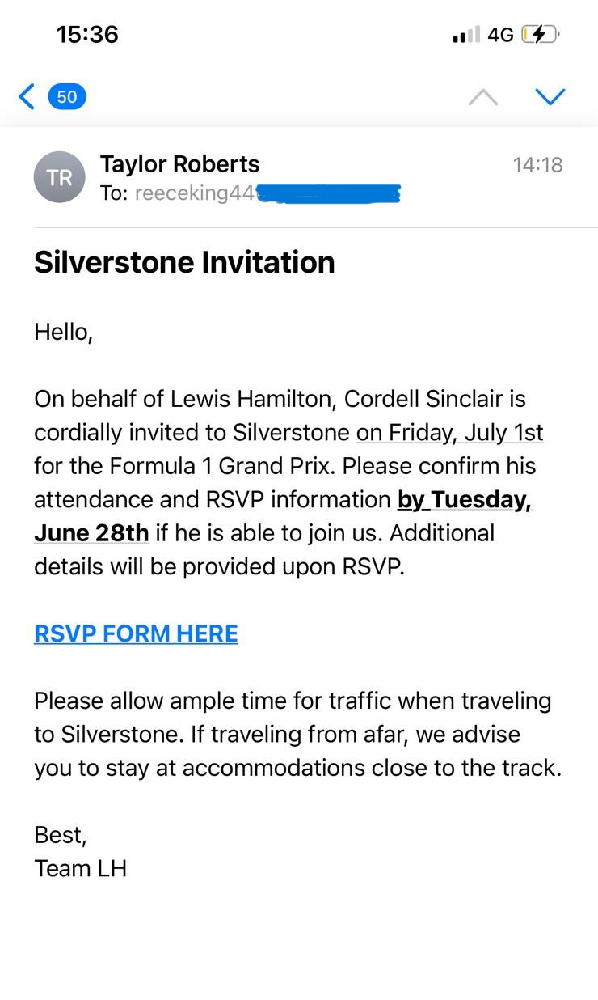 15:36
4G
50
TR
Taylor Roberts
14:18
To: reeceking44
Silverstone Invitation
Hello,
On behalf of Lewis Hamilton, Cordell Sinclair is
cordially invited to Silverstone on Friday, July 1st
for the Formula 1 Grand Prix. Please confirm his
attendance and RSVP information by Tuesday,
June 28th if he is able to join us. Additional
details will be provided upon RSVP.
RSVP FORM HERE
Please allow ample time for traffic when traveling
to Silverstone. If traveling from afar, we advise
you to stay at accommodations close to the track.
Best,
Team LH